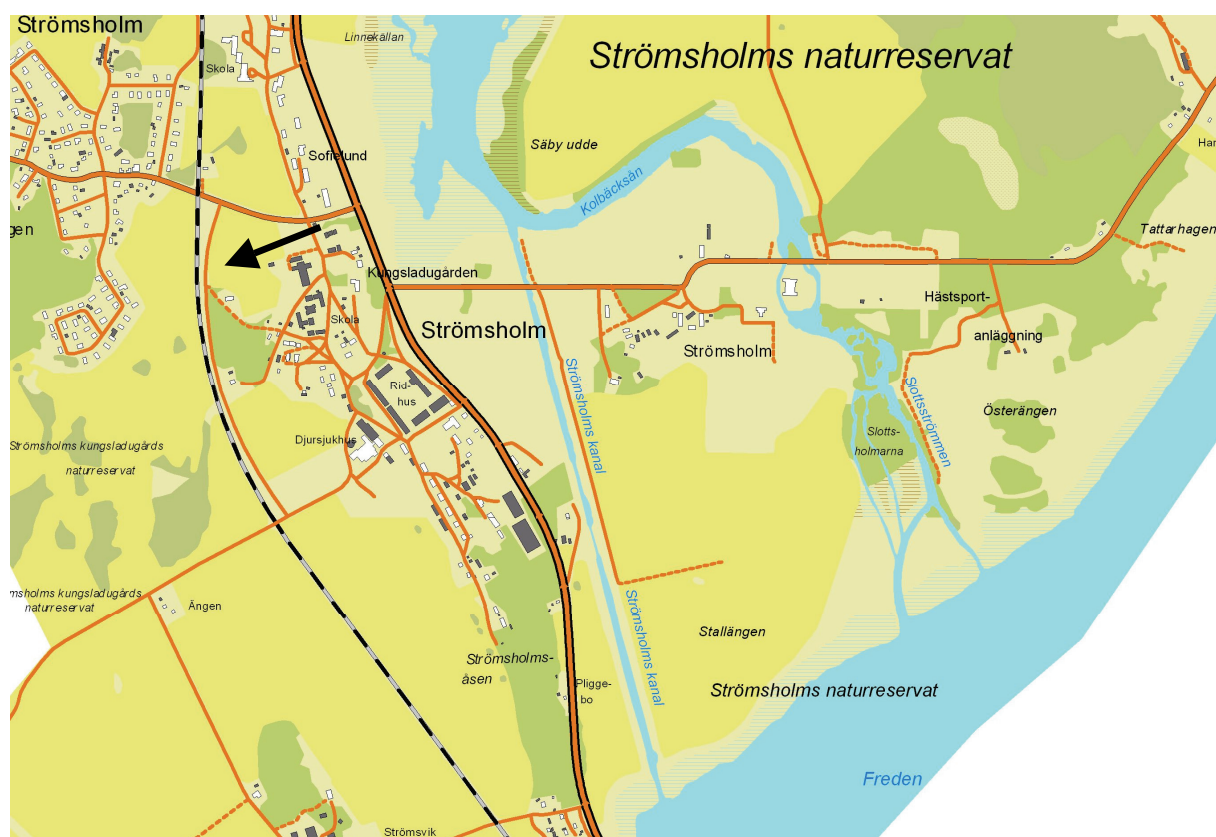 Strömsholm
Linnekällan
Strömsholms naturreservat
Skola
Säby udde
Sofielund
Kolbäcksån
Tattarhagen
gen
Kungsladugården
Hästsport-
anläggning
Skola
Strömsholm
Strömsholm
Rid-
hus
Strömsholms kanal
Slottsströmmen
Österängen
Djursjukhus
Slotts-
holmarna
Strömsholms kungsladugårds
naturreservat
msholms kungsladugårds
naturreservat
Ängen
Strömsholms kanal
Stallängen
Strömsholms-
åsen
Pligge-
bo
Strömsholms naturreservat
Freden
Strömsvik